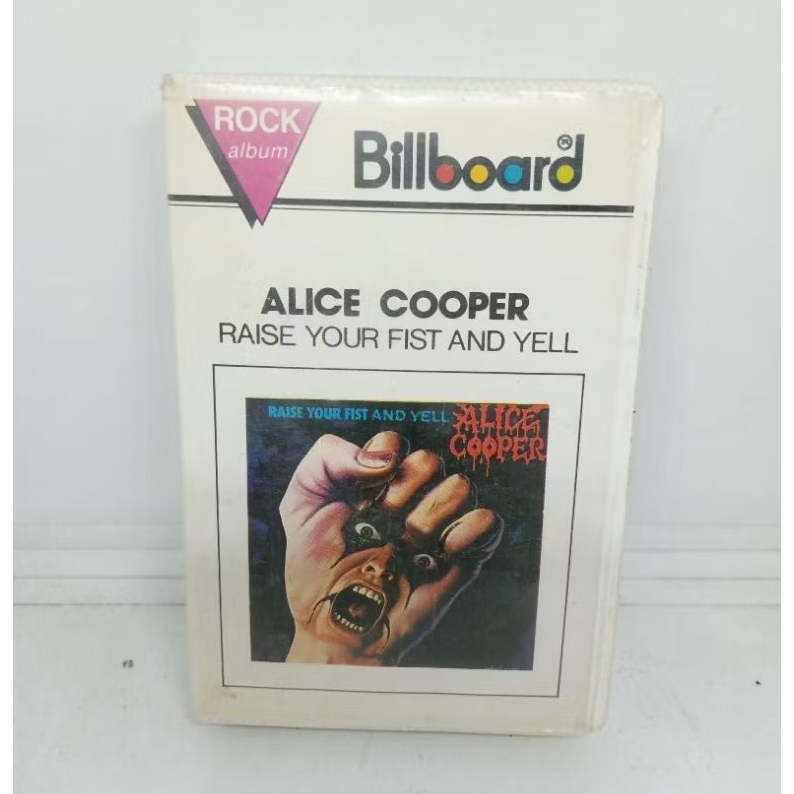 ROCK
album
Billboard®
ALICE COOPER
RAISE YOUR FIST AND YELL
RAISE YOUR FIST AND YELL
ALICE
COOPER